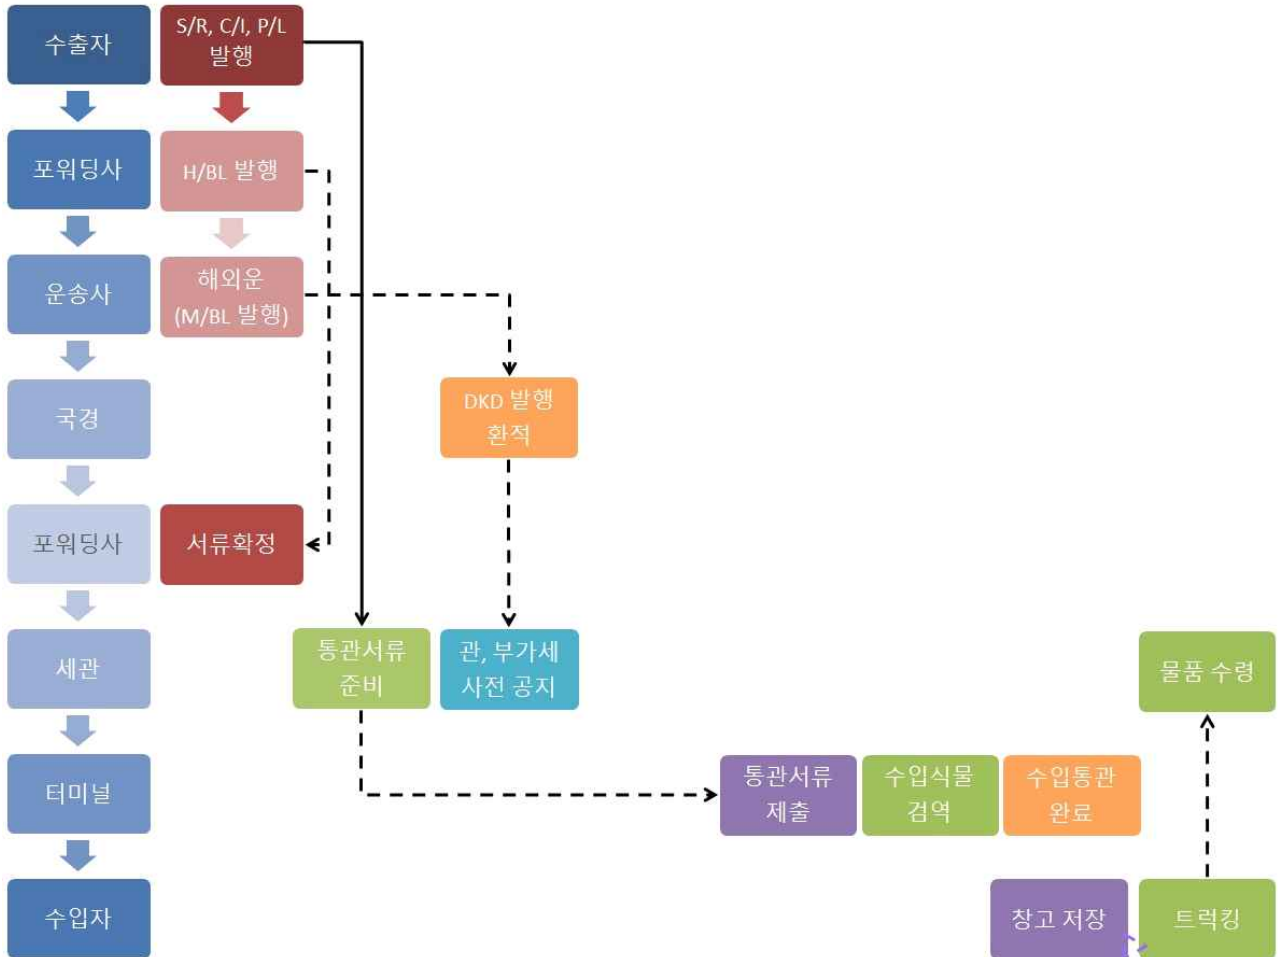 수출자
S/R, C/I, P/L
발행
포워딩사
H/BL 발행
운송사
해외운
(M/BL 발행)
국경
DKD 발행
환적
포워딩사
서류확정
세관
통관서류
준비
관, 부가세
사전 공지
물품 수령
터미널
통관서류
제출
수입식물
검역
수입통관
완료
수입자
창고 저장
트럭킹